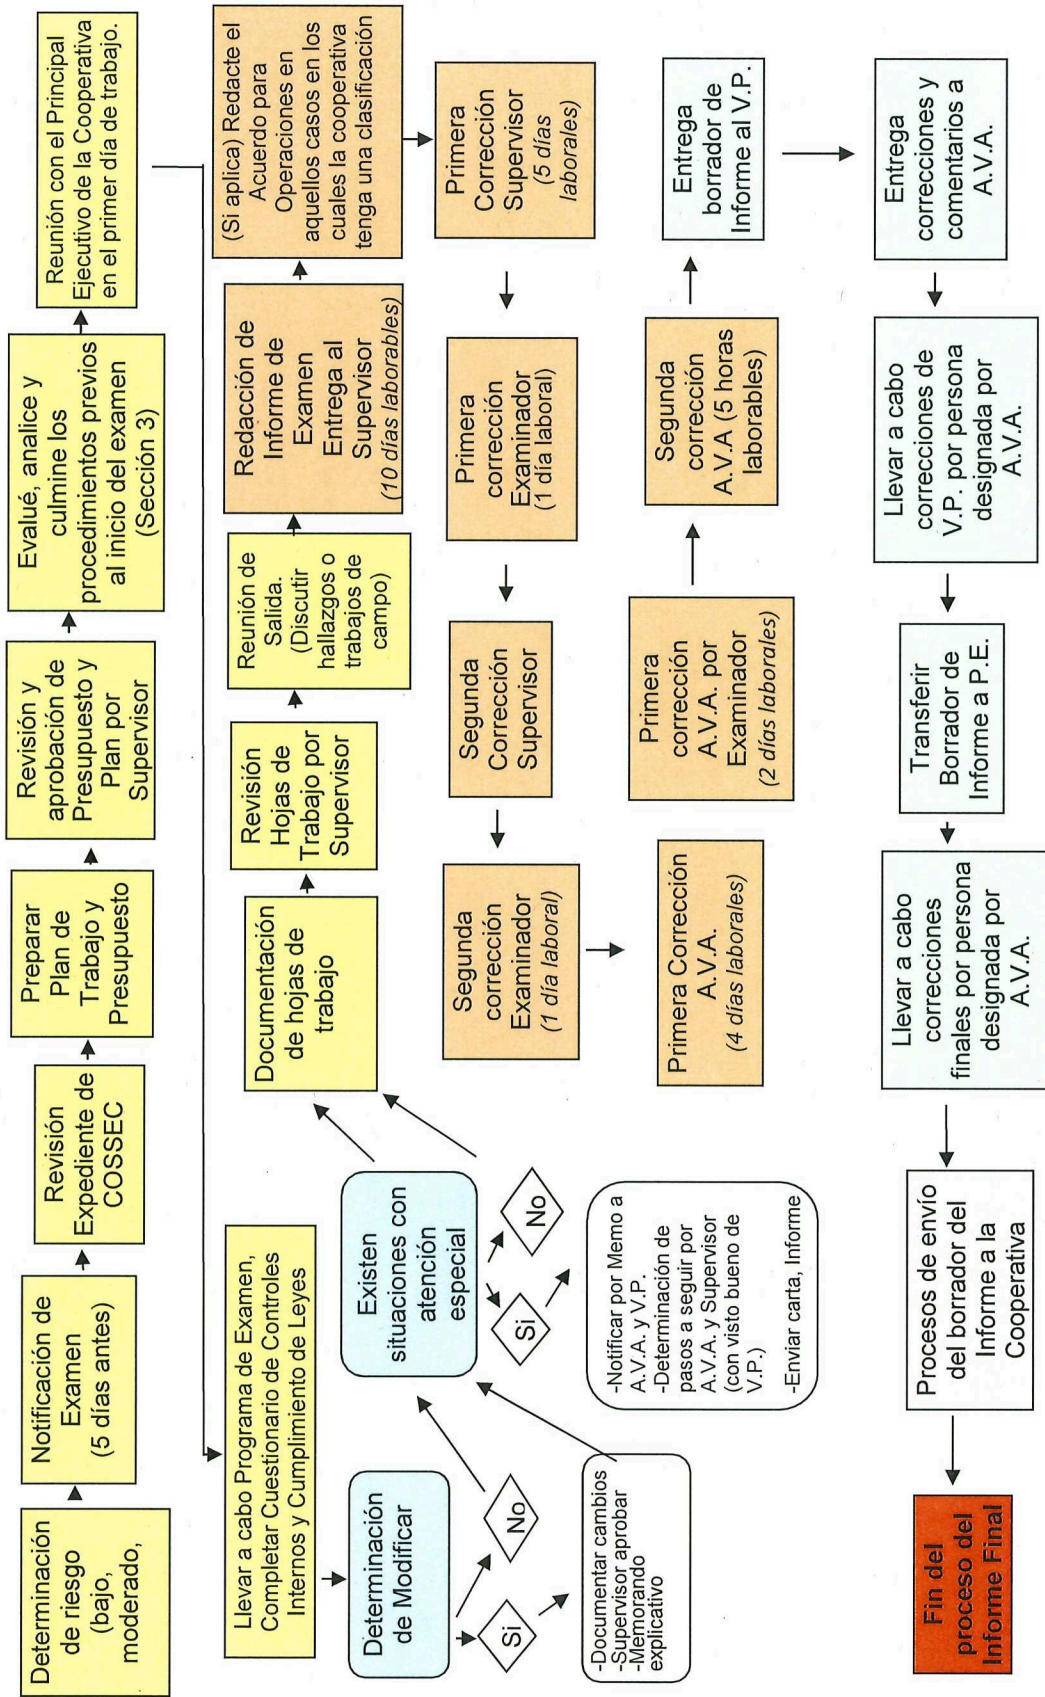 Determinación
de riesgo
(bajo,
moderado,
Notificación de
Examen
(5 días antes)
Revisión
Expediente de
COSSEC
Preparar
Plan de
Trabajo y
Presupuesto
Revisión y
aprobación de
Presupuesto y
Plan por
Supervisor
Evalué, analice y
culmine los
procedimientos previos
al inicio del examen
(Sección 3)
Reunión con el Principal
Ejecutivo de la Cooperativa
en el primer día de trabajo.
Llevar a cabo Programa de Examen,
Completar Cuestionario de Controles
Internos y Cumplimiento de Leyes
Determinación
de Modificar
Si
No
-Documentar cambios
-Supervisor aprobar
-Memorando
explicativo
Existen
situaciones con
atención
especial
Si
No
-Notificar por Memo a
A.V.A. y V.P.
-Determinación de
pasos a seguir por
A.V.A. y Supervisor
(con visto bueno de
V.P.)
-Enviar carta, Informe
Documentación
de hojas de
trabajo
Revisión
Hojas de
Trabajo por
Supervisor
Reunión de
Salida.
(Discutir
hallazgos o
trabajos de
campo)
Redacción de
Informe de
Examen
Entrega al
Supervisor
(10 días laborables)
(Si aplica) Redacte el
Acuerdo para
Operaciones en
aquellos casos en los
cuales la cooperativa
tenga una clasificación
Primera
Corrección
Supervisor
(5 días
laborales)
Primera
corrección
Examinador
(1 día laboral)
Segunda
Corrección
Supervisor
Segunda
corrección
Examinador
(1 día laboral)
Primera Corrección
A.V.A.
(4 días laborales)
Primera
corrección
A.V.A. por
Examinador
(2 días laborales)
Segunda
corrección
A.V.A (5 horas
laborables)
Entrega
borrador de
Informe al V.P.
Entrega
correcciones y
comentarios a
A.V.A.
Llevar a cabo
correcciones de
V.P. por persona
designada por
A.V.A.
Transferir
Borrador de
Informe a P.E.
Llevar a cabo
correcciones
finales por persona
designada por
A.V.A.
Procesos de envío
del borrador del
Informe a la
Cooperativa
Fin del
proceso del
Informe Final